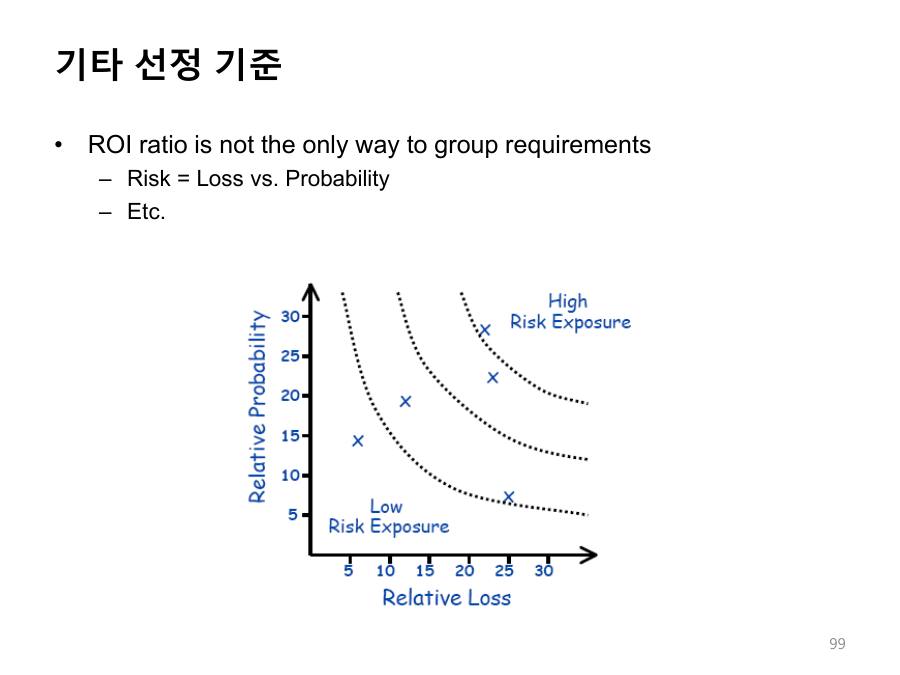 기타 선정 기준
• ROI ratio is not the only way to group requirements
– Risk = Loss vs. Probability
– Etc.
High
Risk Exposure
Relative Probability
30
25
20
15
10
5
Low
Risk Exposure
5 10 15 20 25 30
Relative Loss
99